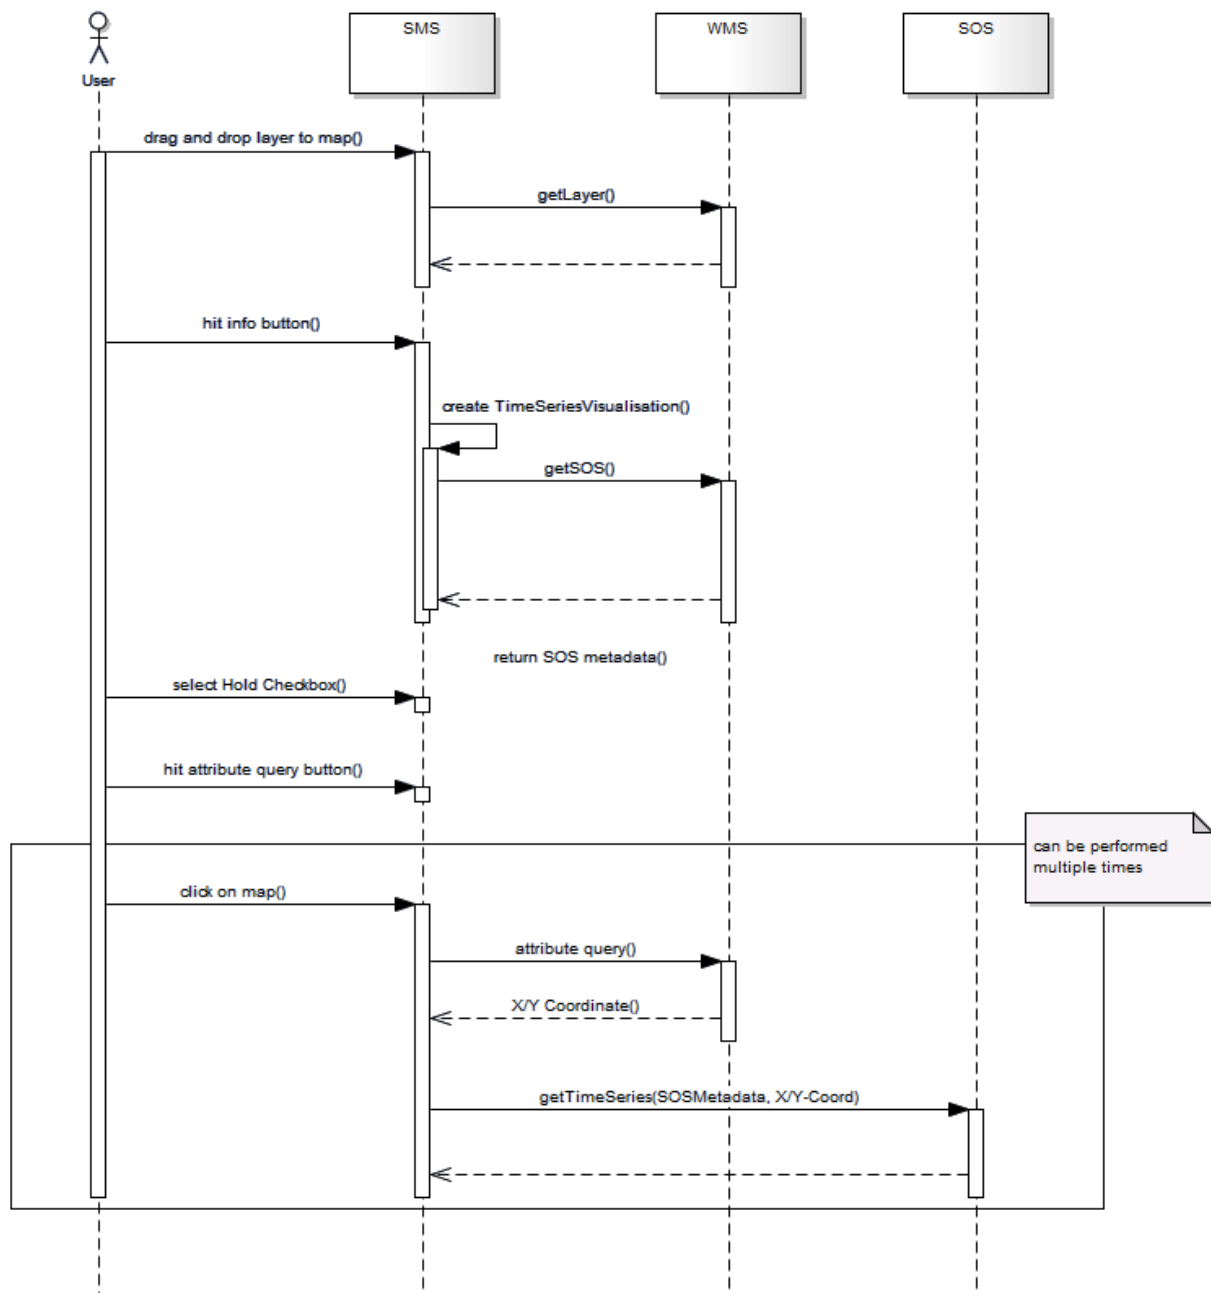 SMS
WMS
SOS
User
drag and drop layer to map()
getLayer()
hit info button()
create TimeSeriesVisualisation()
getSOS()
return SOS metadata()
select Hold Checkbox()
hit attribute query button()
can be performed
multiple times
click on map()
attribute query()
X/Y Coordinate()
getTimeSeries(SOSMetadata, X/Y-Coord)